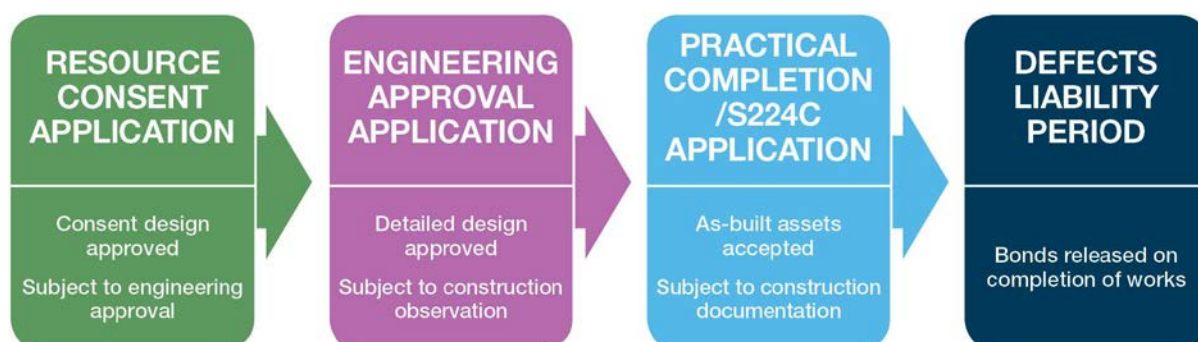 RESOURCE
CONSENT
APPLICATION
Consent design
approved
Subject to engineering
approval
ENGINEERING
APPROVAL
APPLICATION
Detailed design
approved
Subject to construction
observation
PRACTICAL
COMPLETION
/S224C
APPLICATION
As-built assets
accepted
Subject to construction
documentation
DEFECTS
LIABILITY
PERIOD
Bonds released on
completion of works